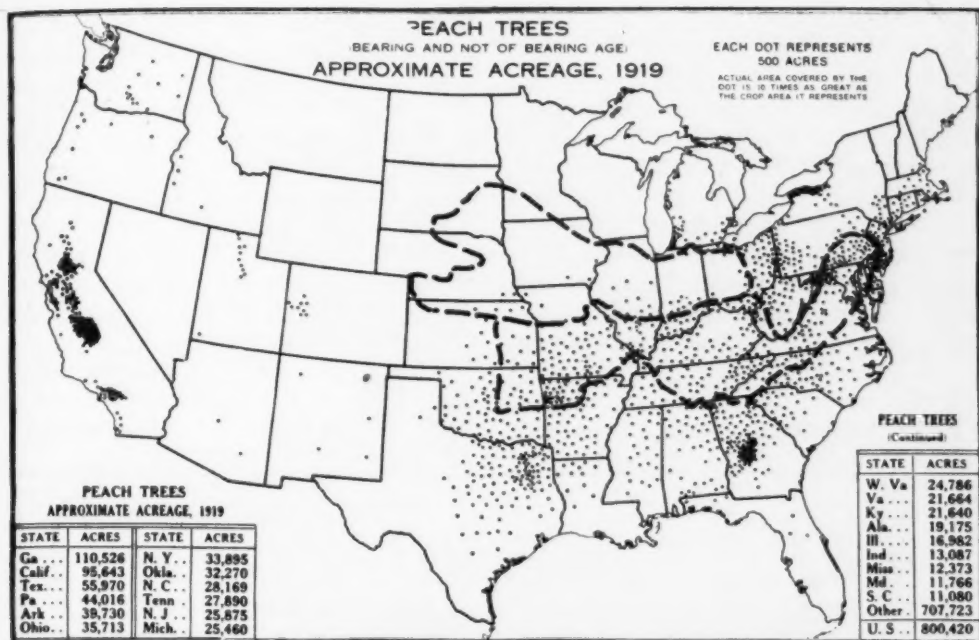 PEACH TREES
(BEARING AND NOT OF BEARING AGE)
APPROXIMATE ACREAGE, 1919
EACH DOT REPRESENTS
500 ACRES
ACTUAL AREA COVERED BY THE
DOT IS 10 TIMES AS GREAT AS
THE CROP AREA IT REPRESENTS
PEACH TREES
APPROXIMATE ACREAGE, 1919
STATE ACRES STATE ACRES
Ga... 110,526 N. Y.. 33,895
Calif.. 95,643 Okla.. 32,270
Tex... 55,970 N. C.. 28,169
Pa... 44,016 Tenn. 27,890
Ark.. 39,730 N. J.. 25,875
Ohio.. 35,713 Mich.. 25,460
PEACH TREES
(Continued)
STATE ACRES
W. Va 24,786
Va... 21,664
Ky... 21,640
Ala... 19,175
Ill.... 16,982
Ind... 13,087
Miss.. 12,373
Md... 11,766
S. C.. 11,080
Other. 707,723
U. S.. 800,420